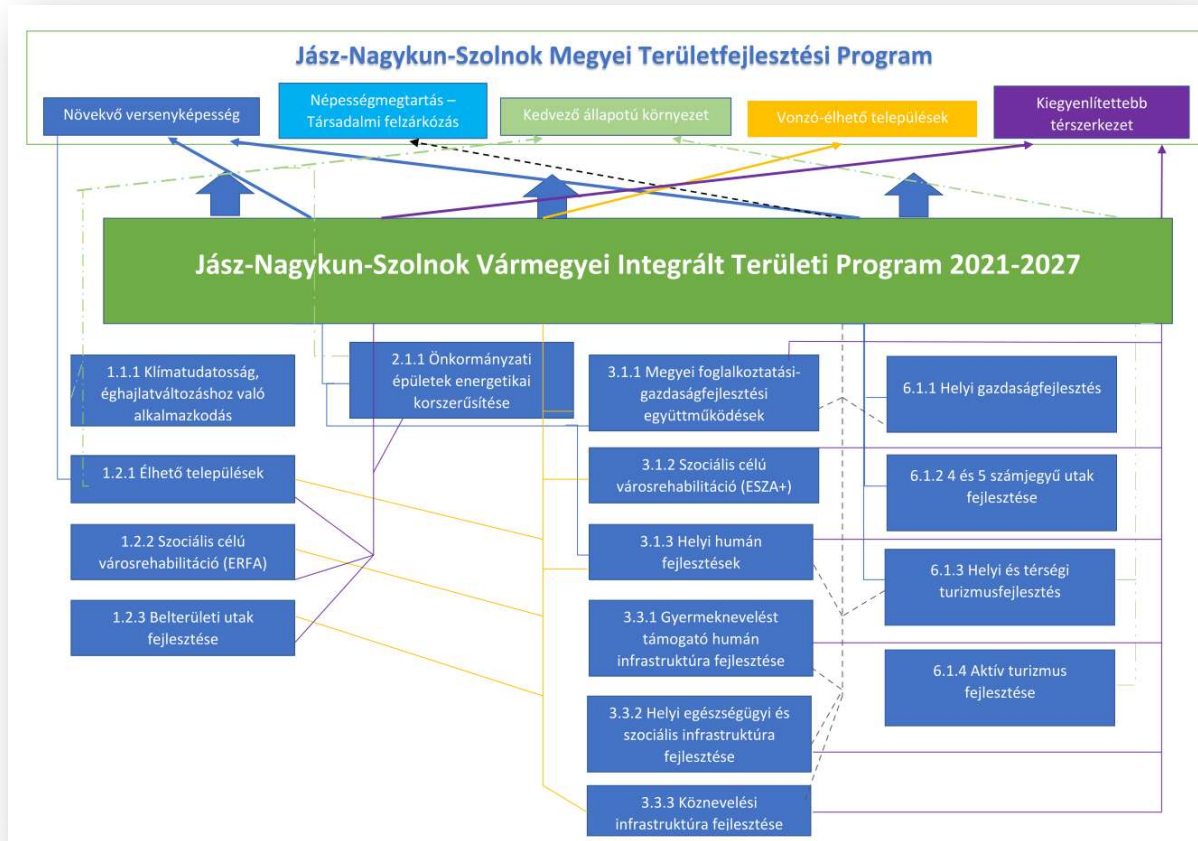 Jász-Nagykun-Szolnok Megyei Területfejlesztési Program
Növekvő versenyképesség
Népességmegtartás –
Társadalmi felzárkózás
Kedvező állapotú környezet
Vonzó-élhető települések
Kiegyenlítettebb
térszerkezet
Jász-Nagykun-Szolnok Vármegyei Integrált Területi Program 2021-2027
1.1.1 Klímatudatosság,
éghajlatváltozáshoz való
alkalmazkodás
1.2.1 Élhető települések
1.2.2 Szociális célú
városrehabilitáció (ERFA)
1.2.3 Belterületi utak
fejlesztése
2.1.1 Önkormányzati
épületek energetikai
korszerűsítése
3.1.1 Megyei foglalkoztatási-
gazdaságfejlesztési
együttműködések
3.1.2 Szociális célú
városrehabilitáció (ESZA+)
3.1.3 Helyi humán
fejlesztések
3.3.1 Gyermeknevelést
támogató humán
infrastruktúra fejlesztése
3.3.2 Helyi egészségügyi és
szociális infrastruktúra
fejlesztése
3.3.3 Köznevelési
infrastruktúra fejlesztése
6.1.1 Helyi gazdaságfejlesztés
6.1.2 4 és 5 számjegyű utak
fejlesztése
6.1.3 Helyi és térségi
turizmusfejlesztés
6.1.4 Aktív turizmus
fejlesztése